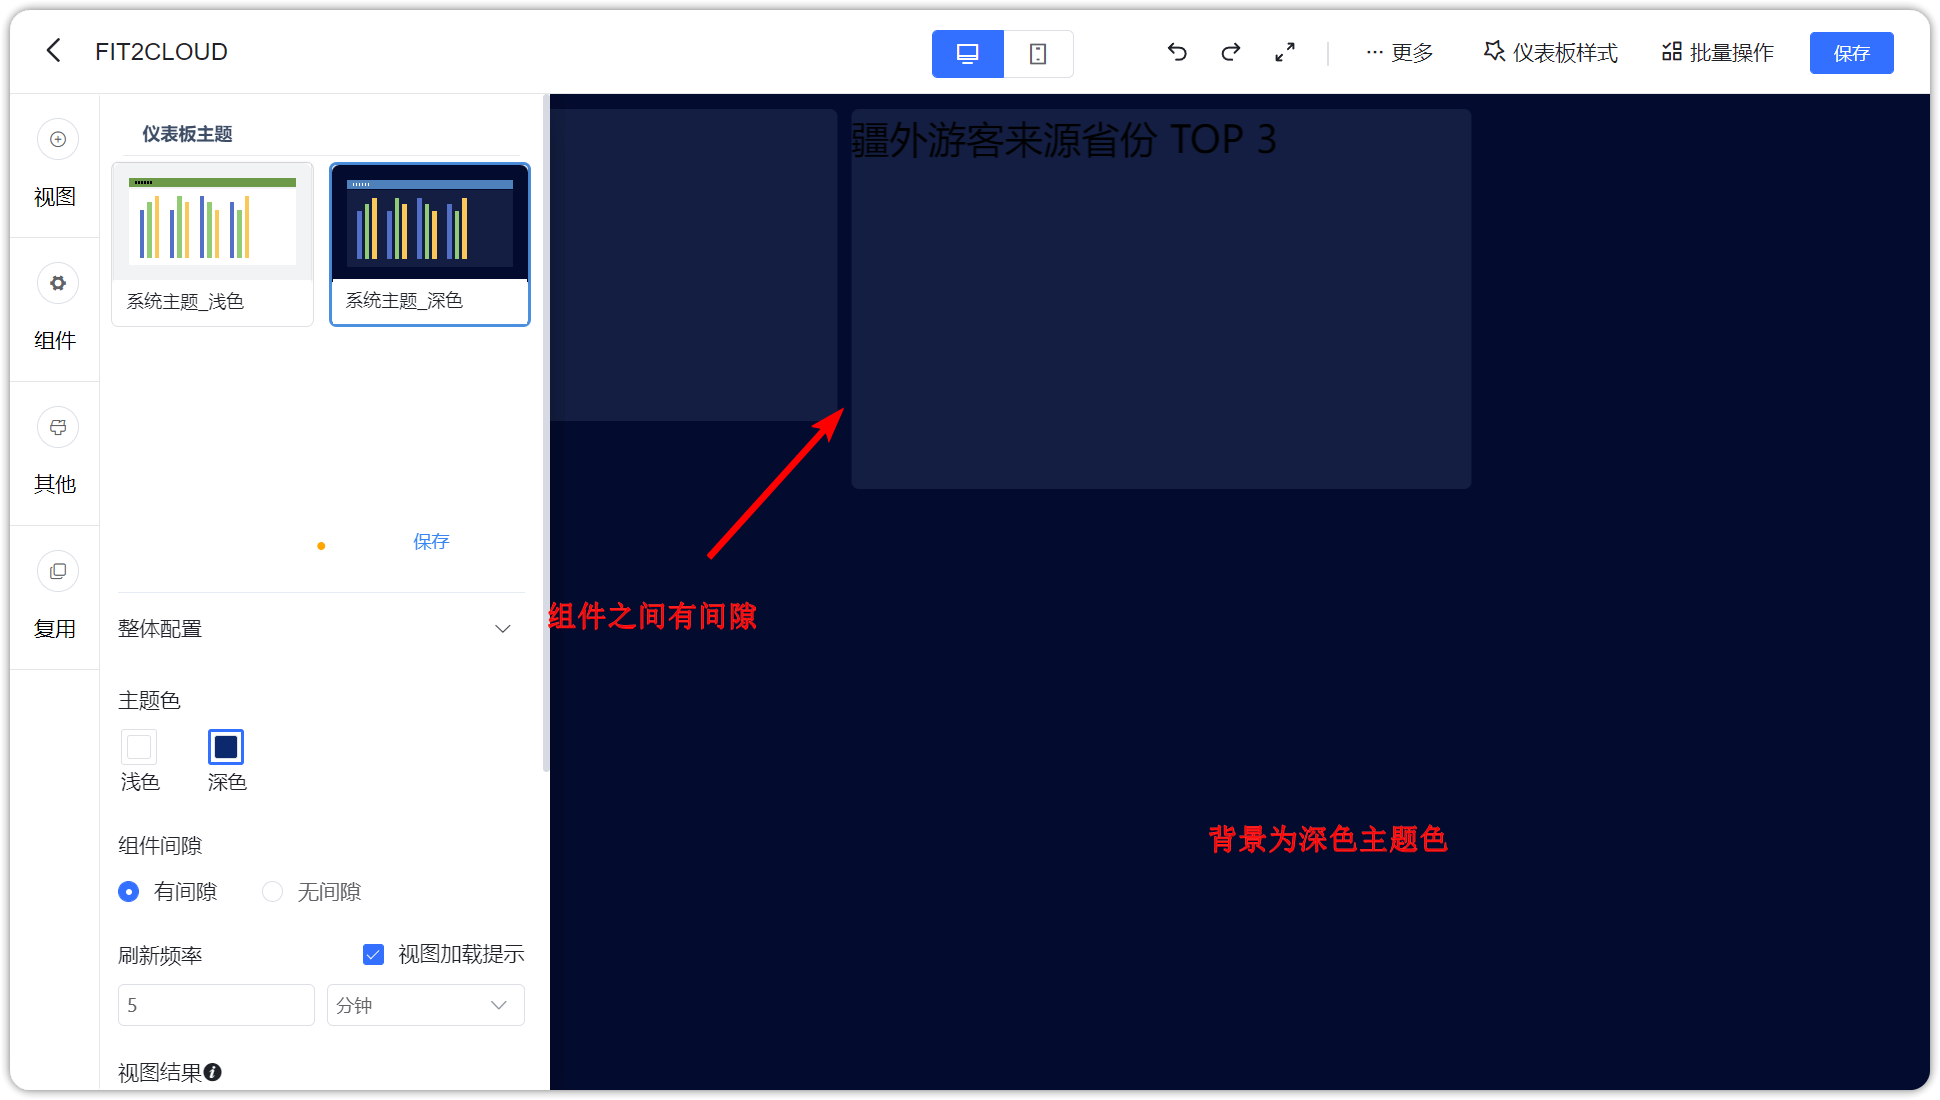 FIT2CLOUD
更多
仪表板样式
批量操作
保存
视图
组件
其他
复用
仪表板主题
系统主题_浅色
系统主题_深色
保存
整体配置
主题色
浅色
深色
组件间隙
有间隙
无间隙
刷新频率
视图加载提示
5
分钟
视图结果
疆外游客来源省份 TOP 3
组件之间有间隙
背景为深色主题色